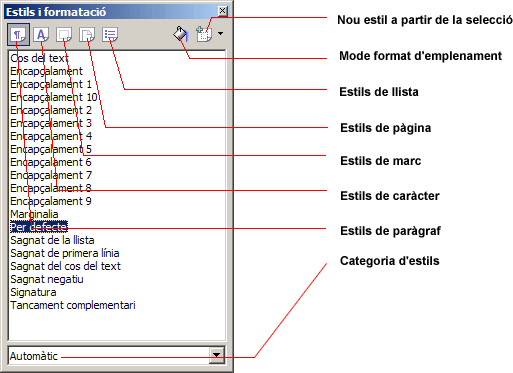 Estils i formatació
Nou estil a partir de la selecció
Mode format d'emplenament
Estils de llista
Estils de pàgina
Estils de marc
Estils de caràcter
Estils de paràgraf
Categoria d'estils
Cos del text
Encapçalament
Encapçalament 1
Encapçalament 10
Encapçalament 2
Encapçalament 3
Encapçalament 4
Encapçalament 5
Encapçalament 6
Encapçalament 7
Encapçalament 8
Encapçalament 9
Marginalia
Per defecte
Sagnat de la llista
Sagnat de primera línia
Sagnat del cos del text
Sagnat negatiu
Signatura
Tancament complementari
Automàtic